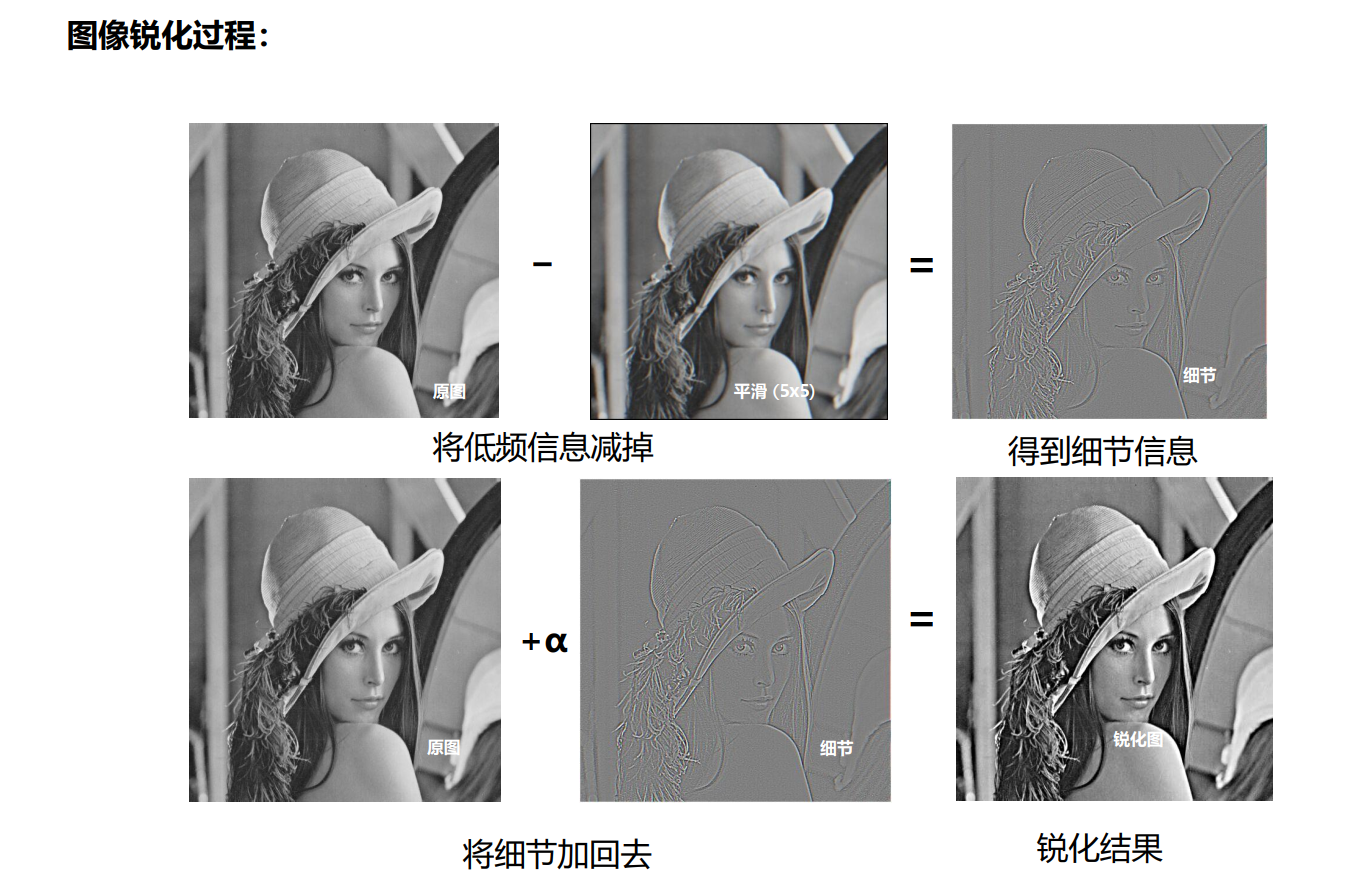 图像锐化过程：
原图
－
平滑 (5x5)
=
细节
将低频信息减掉
得到细节信息
原图
+α
细节
=
锐化图
将细节加回去
锐化结果